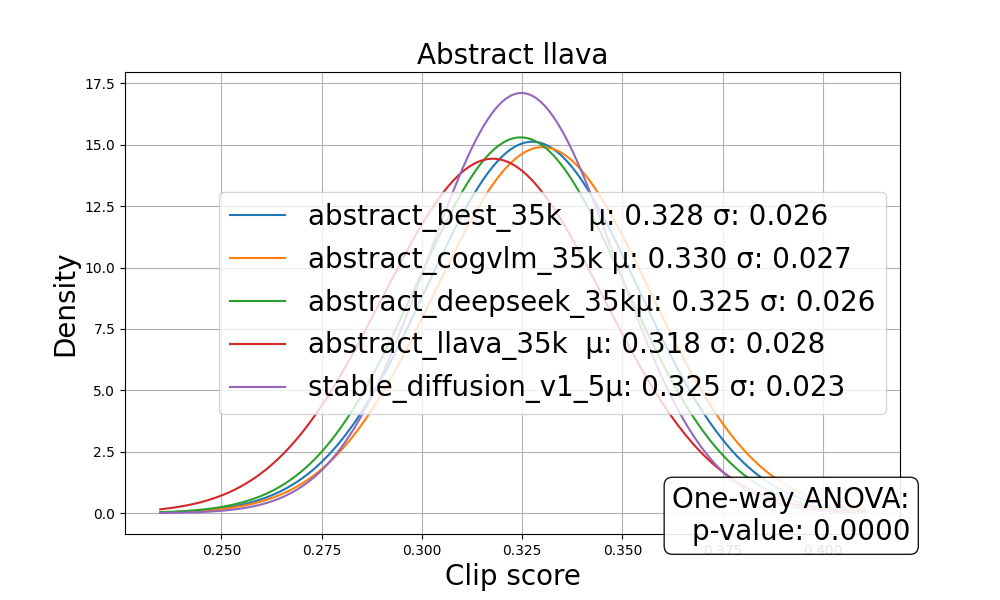 Abstract llava
17.5
15.0
12.5
10.0
7.5
5.0
2.5
0.0
Density
abstract_best_35k μ: 0.328 σ: 0.026
abstract_cogvlm_35k μ: 0.330 σ: 0.027
abstract_deepseek_35kμ: 0.325 σ: 0.026
abstract_llava_35k μ: 0.318 σ: 0.028
stable_diffusion_v1_5μ: 0.325 σ: 0.023
One-way ANOVA:
p-value: 0.0000
0.250 0.275 0.300 0.325 0.350 0.375 0.400
Clip score